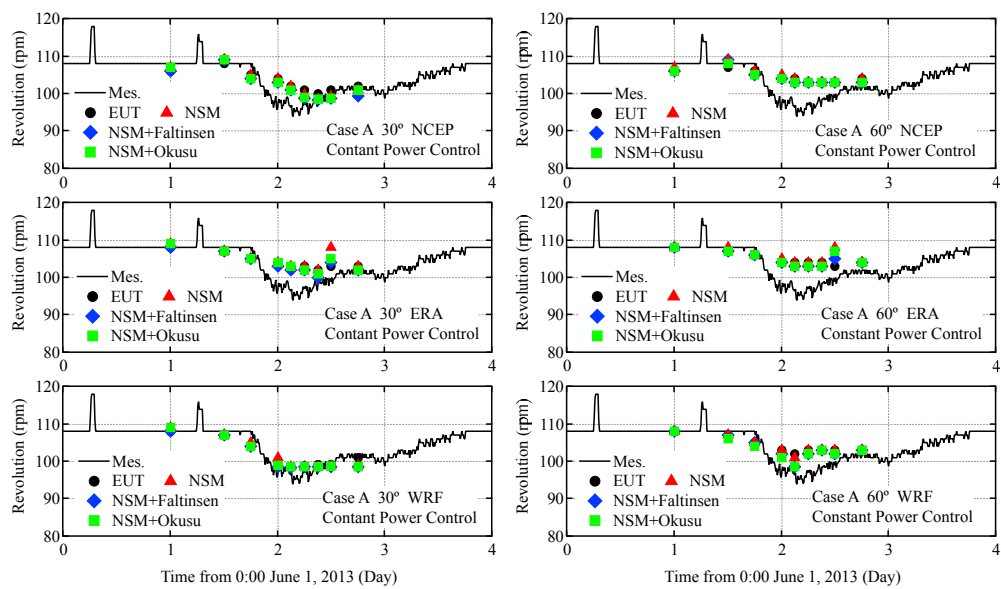 120
110
100
90
80
Revolution (rpm)
Mes.
EUT NSM
NSM+Faltinsen
NSM+Okusu
Case A 30º NCEP
Contant Power Control
0 1 2 3 4
120
110
100
90
80
Revolution (rpm)
Mes.
EUT NSM
NSM+Faltinsen
NSM+Okusu
Case A 60º NCEP
Constant Power Control
0 1 2 3 4
120
110
100
90
80
Revolution (rpm)
Mes.
EUT NSM
NSM+Faltinsen
NSM+Okusu
Case A 30º ERA
Contant Power Control
0 1 2 3 4
120
110
100
90
80
Revolution (rpm)
Mes.
EUT NSM
NSM+Faltinsen
NSM+Okusu
Case A 60º ERA
Constant Power Control
0 1 2 3 4
120
110
100
90
80
Revolution (rpm)
Mes.
EUT NSM
NSM+Faltinsen
NSM+Okusu
Case A 30º WRF
Contant Power Control
0 1 2 3 4
Time from 0:00 June 1, 2013 (Day)
120
110
100
90
80
Revolution (rpm)
Mes.
EUT NSM
NSM+Faltinsen
NSM+Okusu
Case A 60º WRF
Constant Power Control
0 1 2 3 4
Time from 0:00 June 1, 2013 (Day)